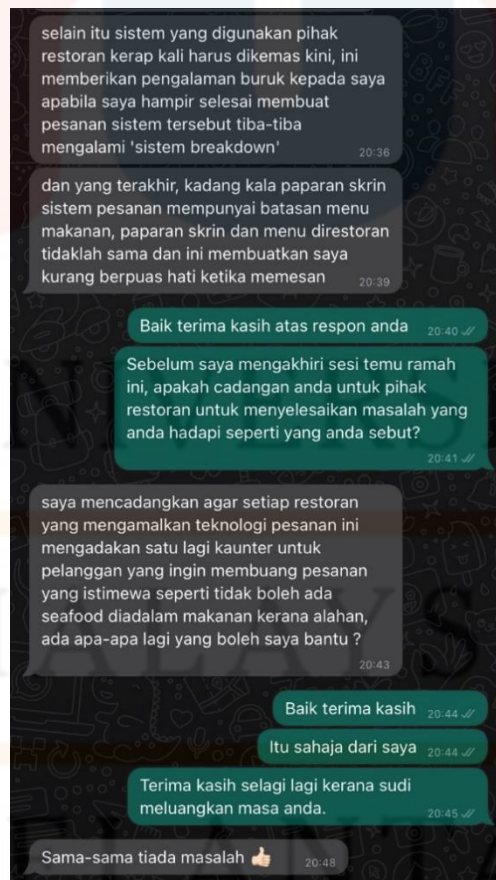 selain itu sistem yang digunakan pihak
restoran kerap kali harus dikemas kini, ini
memberikan pengalaman buruk kepada saya
apabila saya hampir selesai membuat
pesanan sistem tersebut tiba-tiba
mengalami 'sistem breakdown'
20:36
dan yang terakhir, kadang kala paparan skrin
sistem pesanan mempunyai batasan menu
makanan, paparan skrin dan menu direstoran
tidaklah sama dan ini membuatkan saya
kurang berpuas hati ketika memesan
20:39
Baik terima kasih atas respon anda 20:40
Sebelum saya mengakhiri sesi temu ramah
ini, apakah cadangan anda untuk pihak
restoran untuk menyelesaikan masalah yang
anda hadapi seperti yang anda sebut?
20:41
saya mencadangkan agar setiap restoran
yang mengamalkan teknologi pesanan ini
mengadakan satu lagi kaunter untuk
pelanggan yang ingin membuang pesanan
yang istimewa seperti tidak boleh ada
seafood diadalam makanan kerana alahan,
ada apa-apa lagi yang boleh saya bantu ?
20:43
Baik terima kasih 20:44
Itu sahaja dari saya 20:44
Terima kasih selagi lagi kerana sudi
meluangkan masa anda.
20:45
Sama-sama tiada masalah 👍🏻 20:48